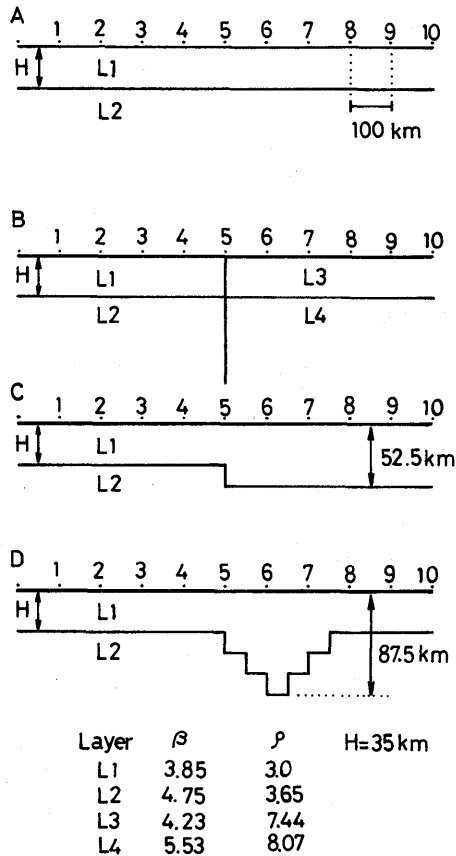 A
1 2 3 4 5 6 7 8 9 10
H L1
L2
100 km
B
1 2 3 4 5 6 7 8 9 10
H L1 L3
L2 L4
C
1 2 3 4 5 6 7 8 9 10
H L1 52.5 km
L2
D
1 2 3 4 5 6 7 8 9 10
H L1
L2 87.5 km
Layer β ρ H=35 km
L1 3.85 3.0
L2 4.75 3.65
L3 4.23 7.44
L4 5.53 8.07